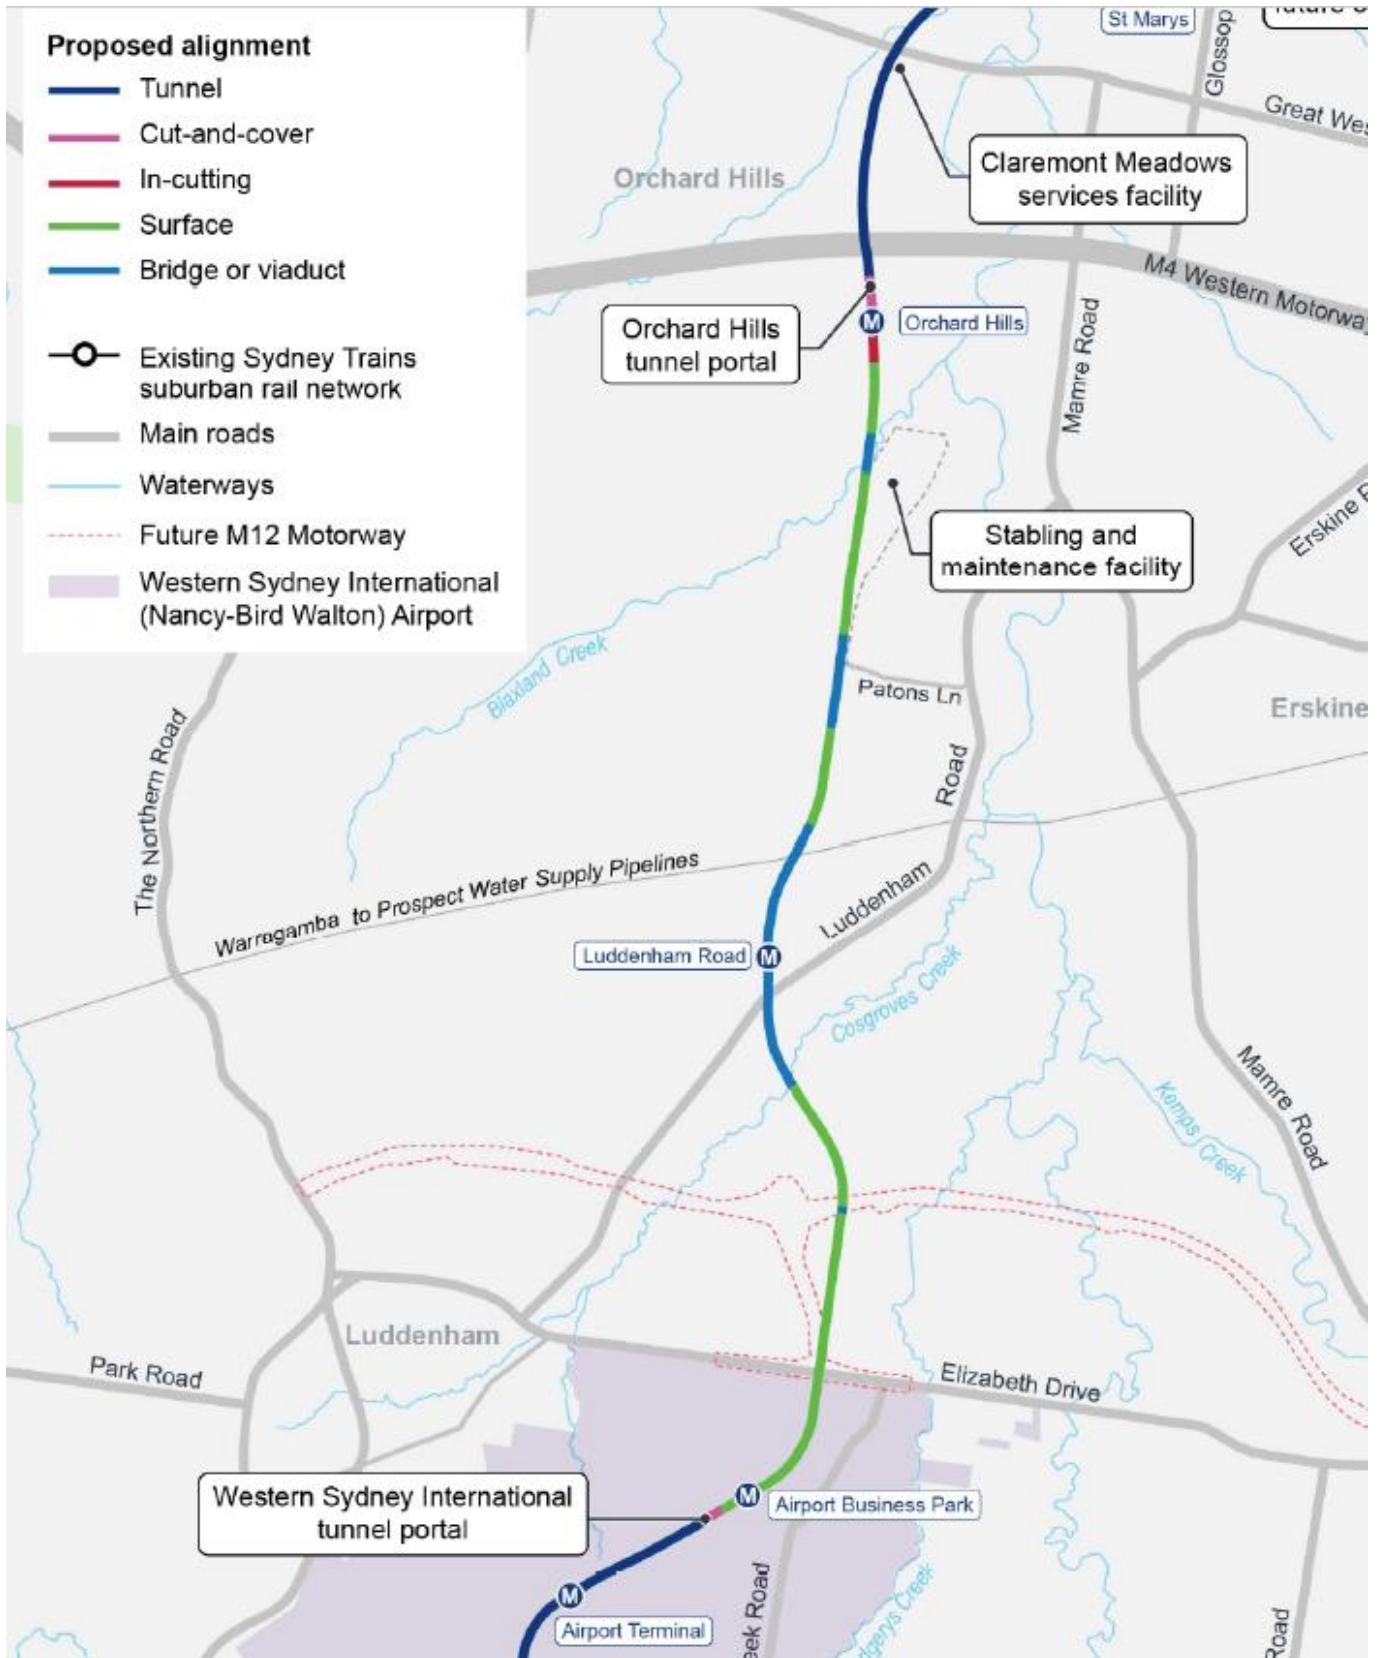 Proposed alignment
Tunnel
Cut-and-cover
In-cutting
Surface
Bridge or viaduct
Existing Sydney Trains
suburban rail network
Main roads
Waterways
Future M12 Motorway
Western Sydney International
(Nancy-Bird Walton) Airport
St Marys
Glossop
Great Wes
Claremont Meadows
services facility
Orchard Hills
M4 Western Motorway
Orchard Hills
tunnel portal
M
Orchard Hills
Mamre Road
Stabling and
maintenance facility
Erskine
Blaxland Creek
Patons Ln
Erskine
The Northern Road
Road
Warragamba to Prospect Water Supply Pipelines
Luddenham
Luddenham Road
M
Cosgroves Creek
Mamre Road
Kemps Creek
Luddenham
Park Road
Elizabeth Drive
Western Sydney International
tunnel portal
M
Airport Business Park
M
Airport Terminal
eek Road
dgerys Creek
Road